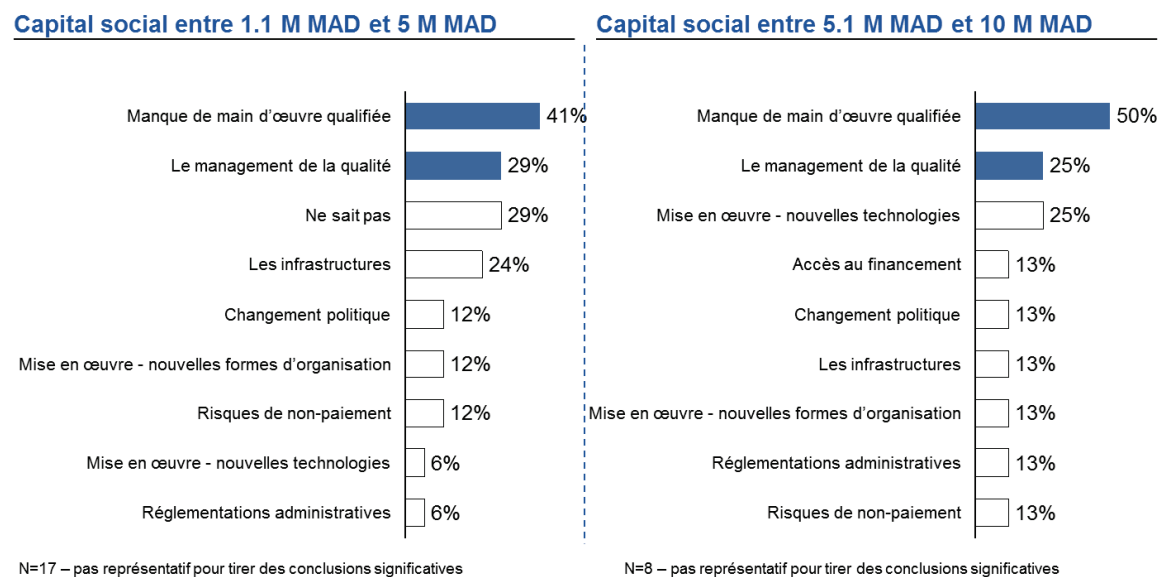 Capital social entre 1.1 M MAD et 5 M MAD
Manque de main d’œuvre qualifiée 41%
Le management de la qualité 29%
Ne sait pas 29%
Les infrastructures 24%
Changement politique 12%
Mise en œuvre - nouvelles formes d’organisation 12%
Risques de non-paiement 12%
Mise en œuvre - nouvelles technologies 6%
Réglementations administratives 6%
N=17 – pas représentatif pour tirer des conclusions significatives
Capital social entre 5.1 M MAD et 10 M MAD
Manque de main d’œuvre qualifiée 50%
Le management de la qualité 25%
Mise en œuvre - nouvelles technologies 25%
Accès au financement 13%
Changement politique 13%
Les infrastructures 13%
Mise en œuvre - nouvelles formes d’organisation 13%
Réglementations administratives 13%
Risques de non-paiement 13%
N=8 – pas représentatif pour tirer des conclusions significatives